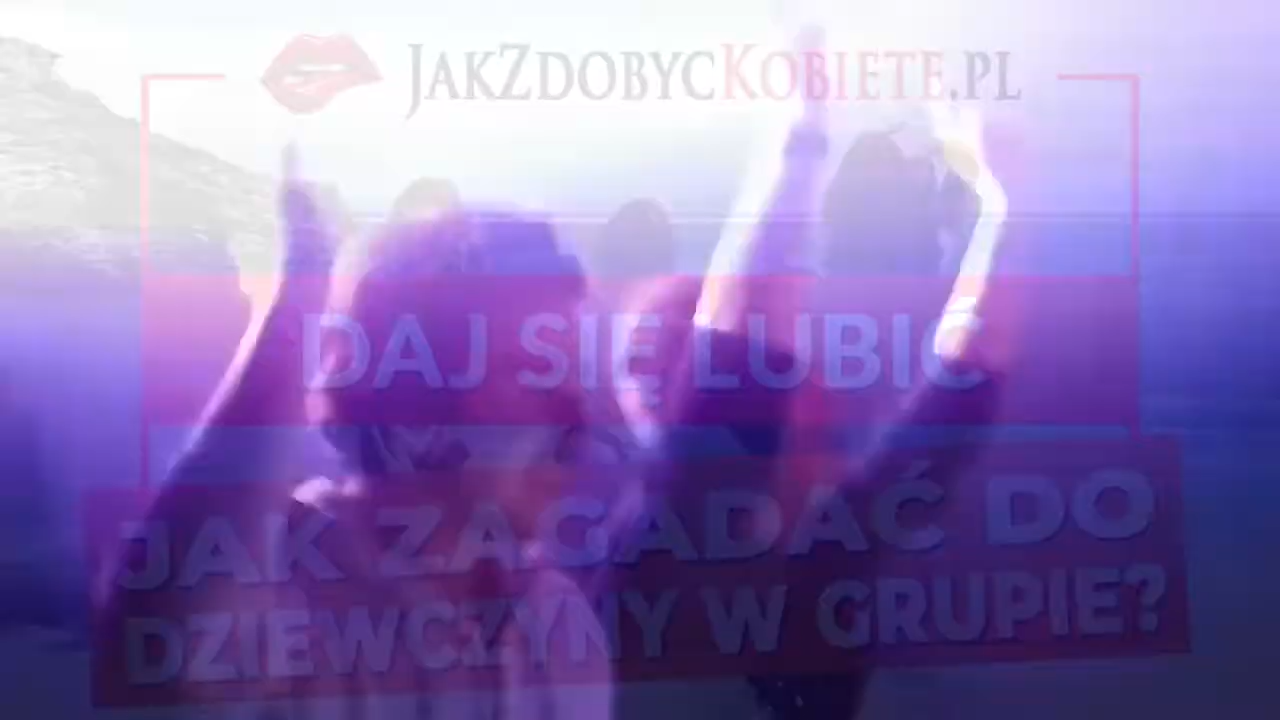 JAKZDOBYCKOBIETE.PL
DAJ SIĘ LUBIĆ
JAK ZAGADAĆ DO
DZIEWCZYNY W GRUPIE?